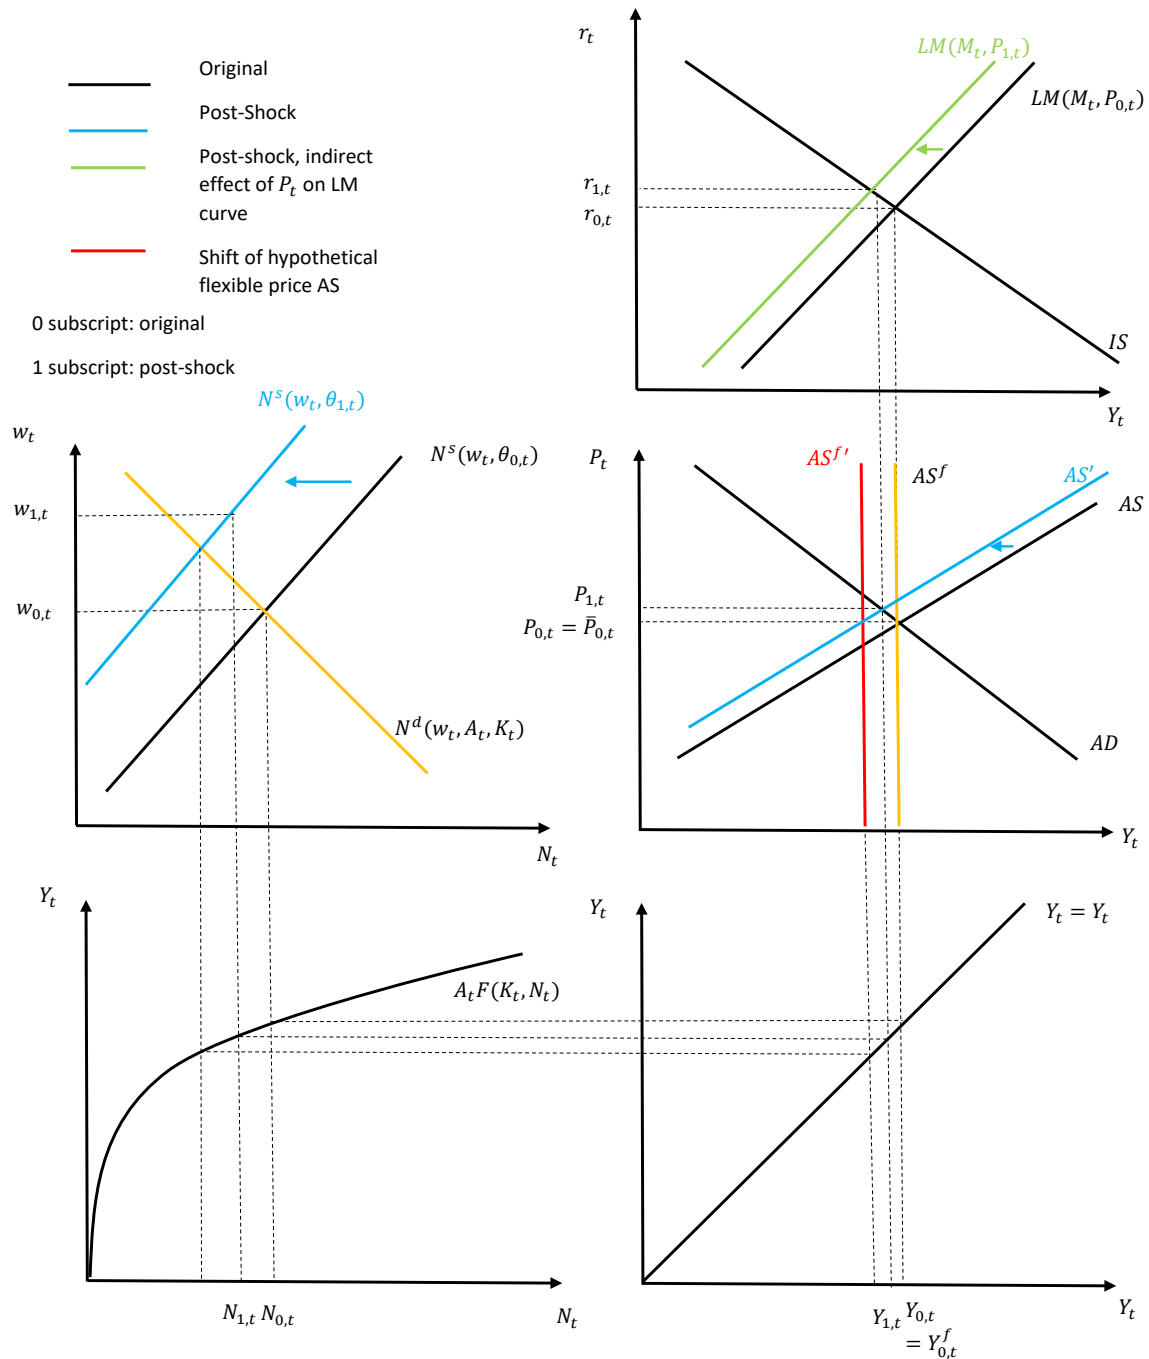 Original
Post-Shock
Post-shock, indirect
effect of P_t on LM
curve
Shift of hypothetical
flexible price AS
0 subscript: original
1 subscript: post-shock
r_t
LM(M_t, P_{1,t})
LM(M_t, P_{0,t})
r_{1,t}
r_{0,t}
IS
Y_t
w_t
N^s(w_t, θ_{1,t})
N^s(w_t, θ_{0,t})
w_{1,t}
w_{0,t}
N^d(w_t, A_t, K_t)
N_t
P_t
AS^{f′}
AS^f
AS′
AS
P_{1,t}
P_{0,t} = P̄_{0,t}
AD
Y_t
Y_t
A_tF(K_t, N_t)
N_{1,t} N_{0,t}
N_t
Y_t
Y_t = Y_t
Y_{1,t} Y_{0,t}
= Y^f_{0,t}
Y_t